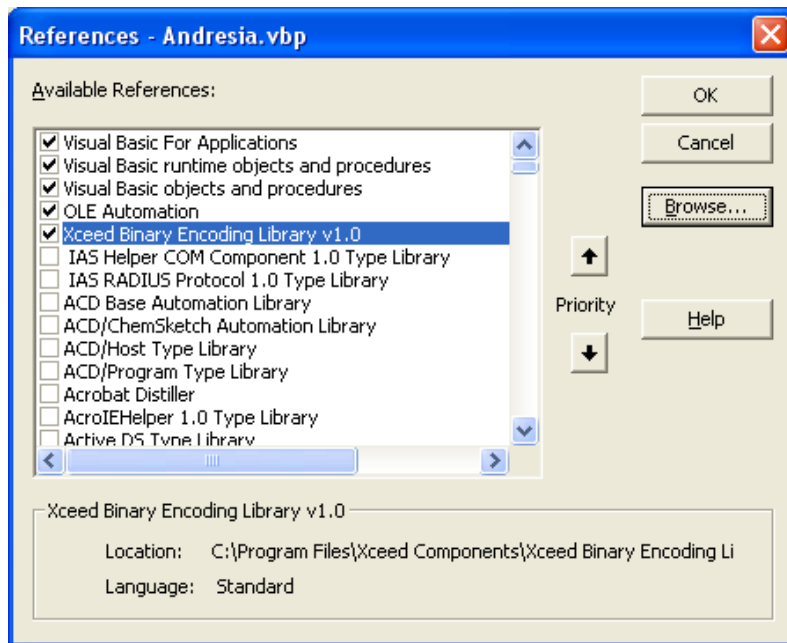 References - Andresia.vbp
Available References:
OK
Cancel
Browse...
Visual Basic For Applications
Visual Basic runtime objects and procedures
Visual Basic objects and procedures
OLE Automation
Xceed Binary Encoding Library v1.0
IAS Helper COM Component 1.0 Type Library
IAS RADIUS Protocol 1.0 Type Library
ACD Base Automation Library
ACD/ChemSketch Automation Library
ACD/Host Type Library
ACD/Program Type Library
Acrobat Distiller
AcroIEHelper 1.0 Type Library
Active DS Type Library
Priority
Help
Xceed Binary Encoding Library v1.0
Location: C:\Program Files\Xceed Components\Xceed Binary Encoding Li
Language: Standard